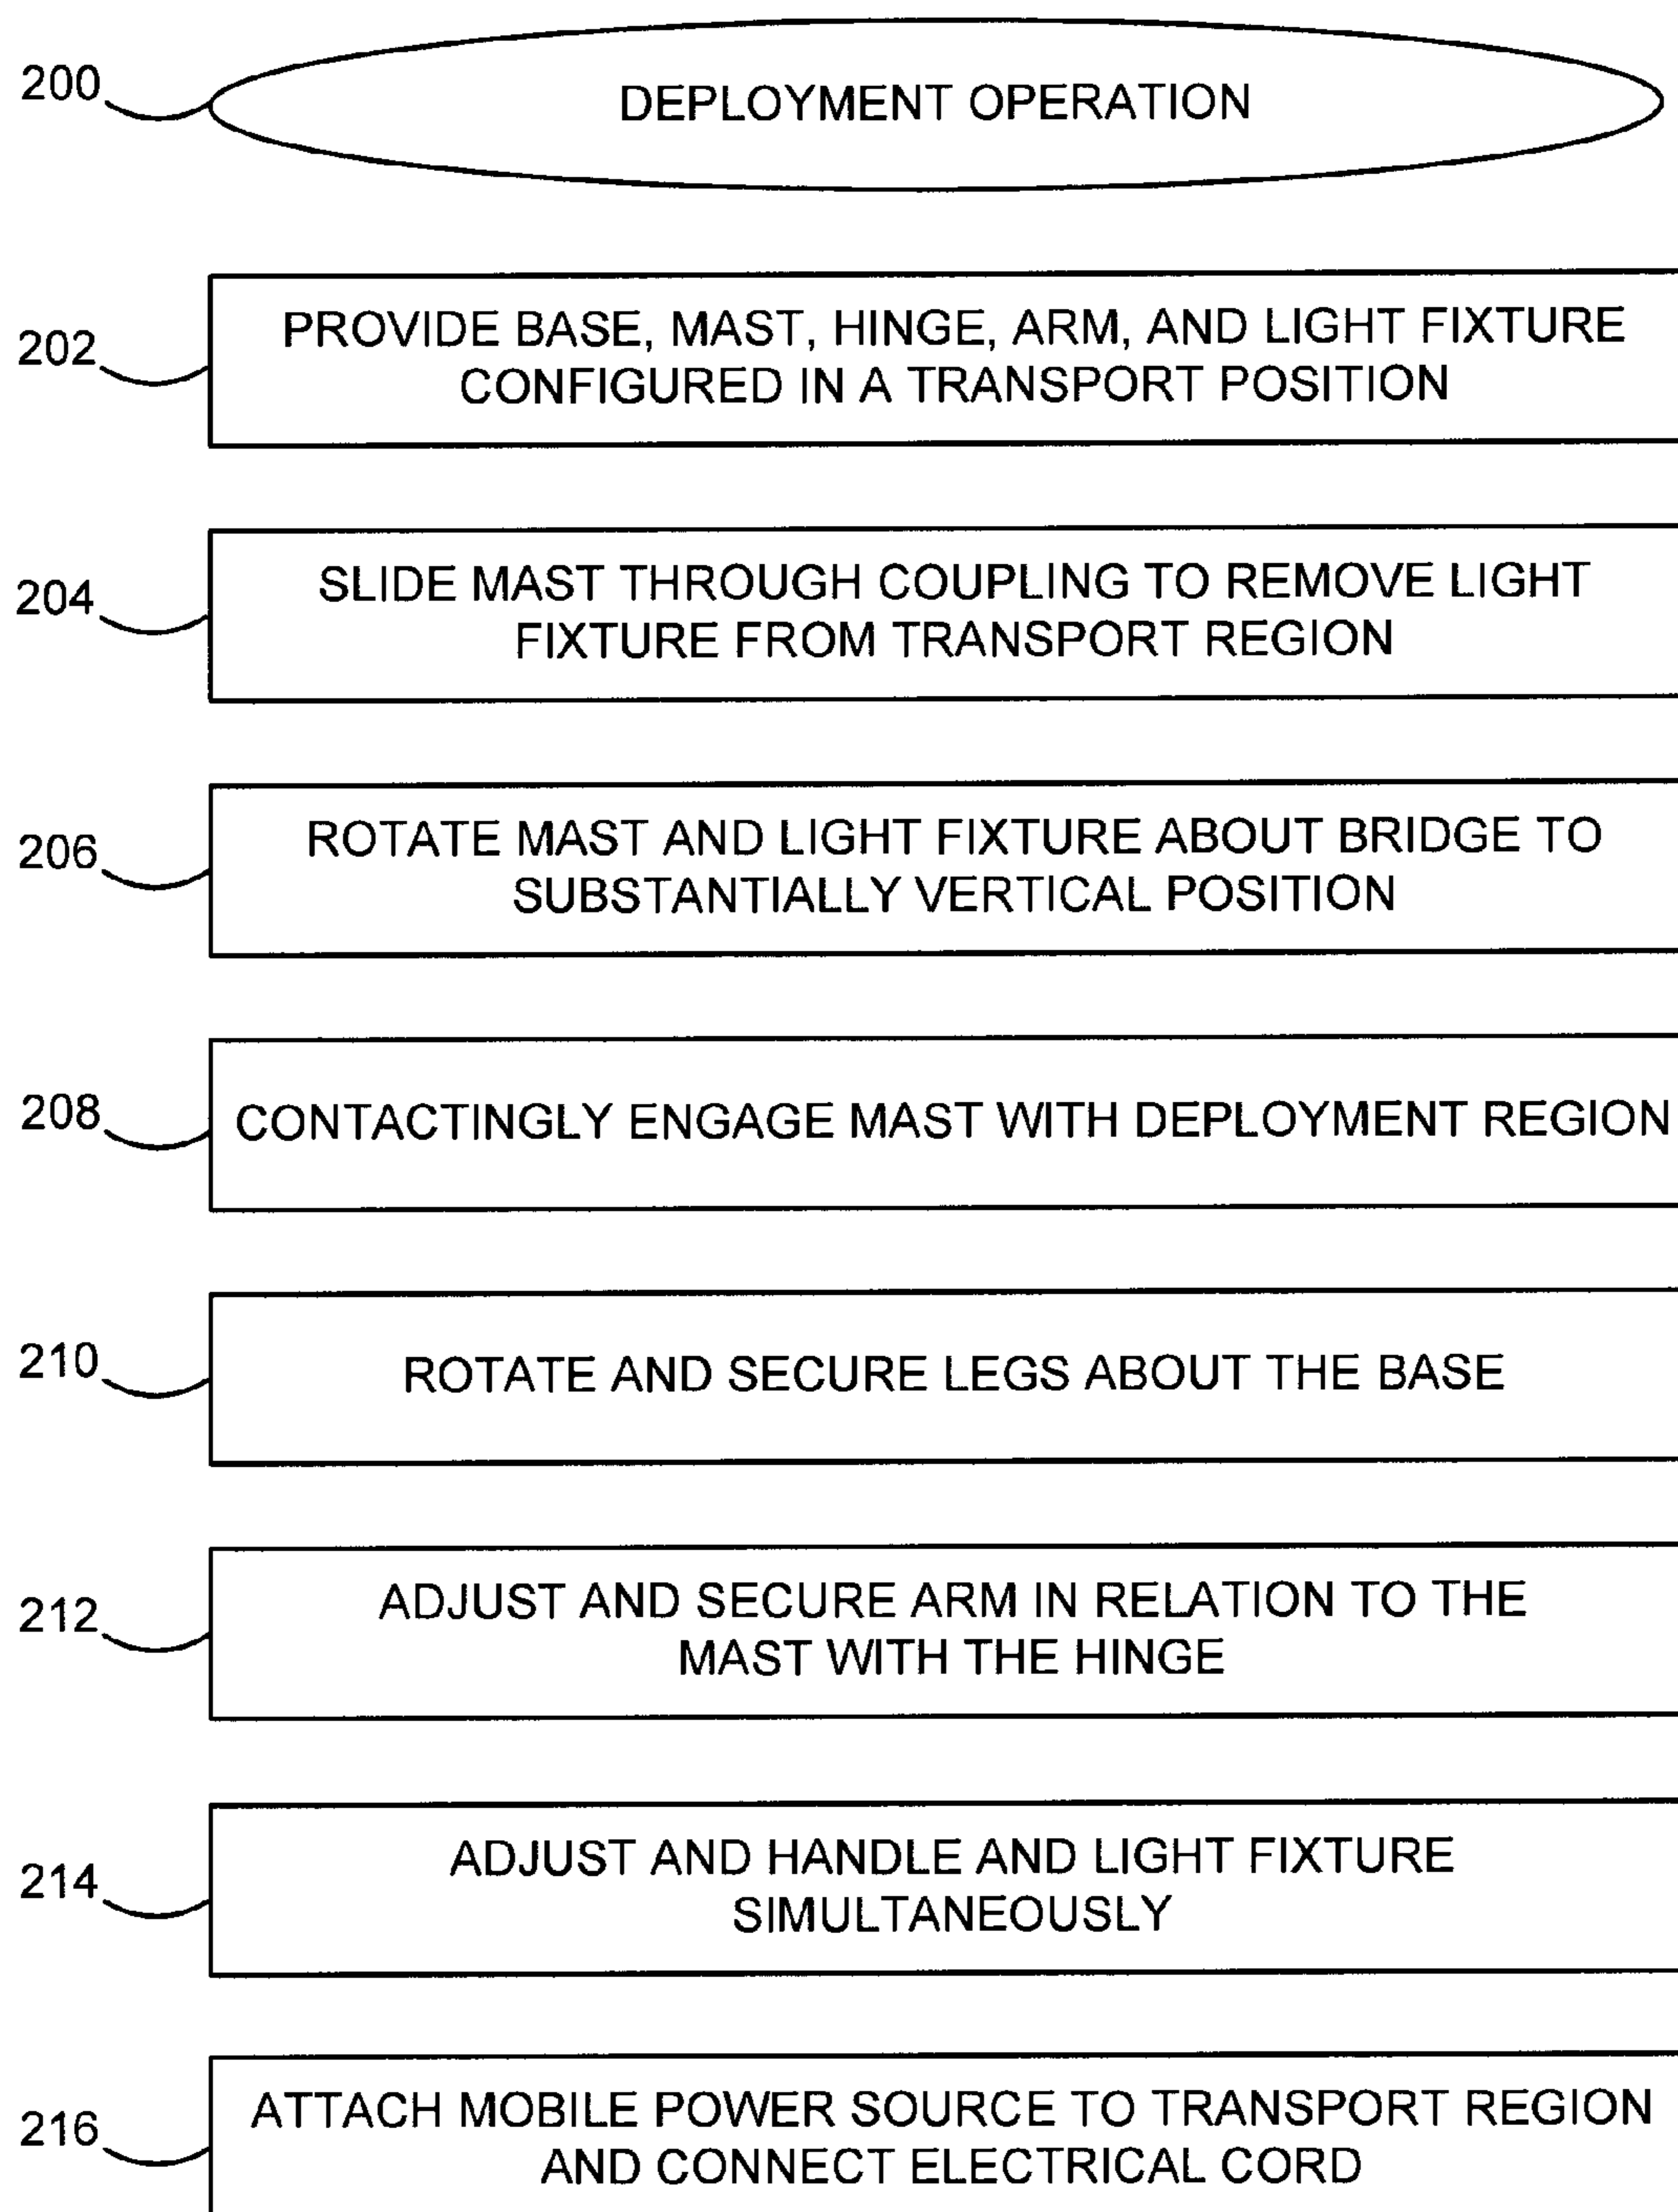 200
DEPLOYMENT OPERATION
202
PROVIDE BASE, MAST, HINGE, ARM, AND LIGHT FIXTURE
CONFIGURED IN A TRANSPORT POSITION
204
SLIDE MAST THROUGH COUPLING TO REMOVE LIGHT
FIXTURE FROM TRANSPORT REGION
206
ROTATE MAST AND LIGHT FIXTURE ABOUT BRIDGE TO
SUBSTANTIALLY VERTICAL POSITION
208
CONTACTINGLY ENGAGE MAST WITH DEPLOYMENT REGION
210
ROTATE AND SECURE LEGS ABOUT THE BASE
212
ADJUST AND SECURE ARM IN RELATION TO THE
MAST WITH THE HINGE
214
ADJUST AND HANDLE AND LIGHT FIXTURE
SIMULTANEOUSLY
216
ATTACH MOBILE POWER SOURCE TO TRANSPORT REGION
AND CONNECT ELECTRICAL CORD